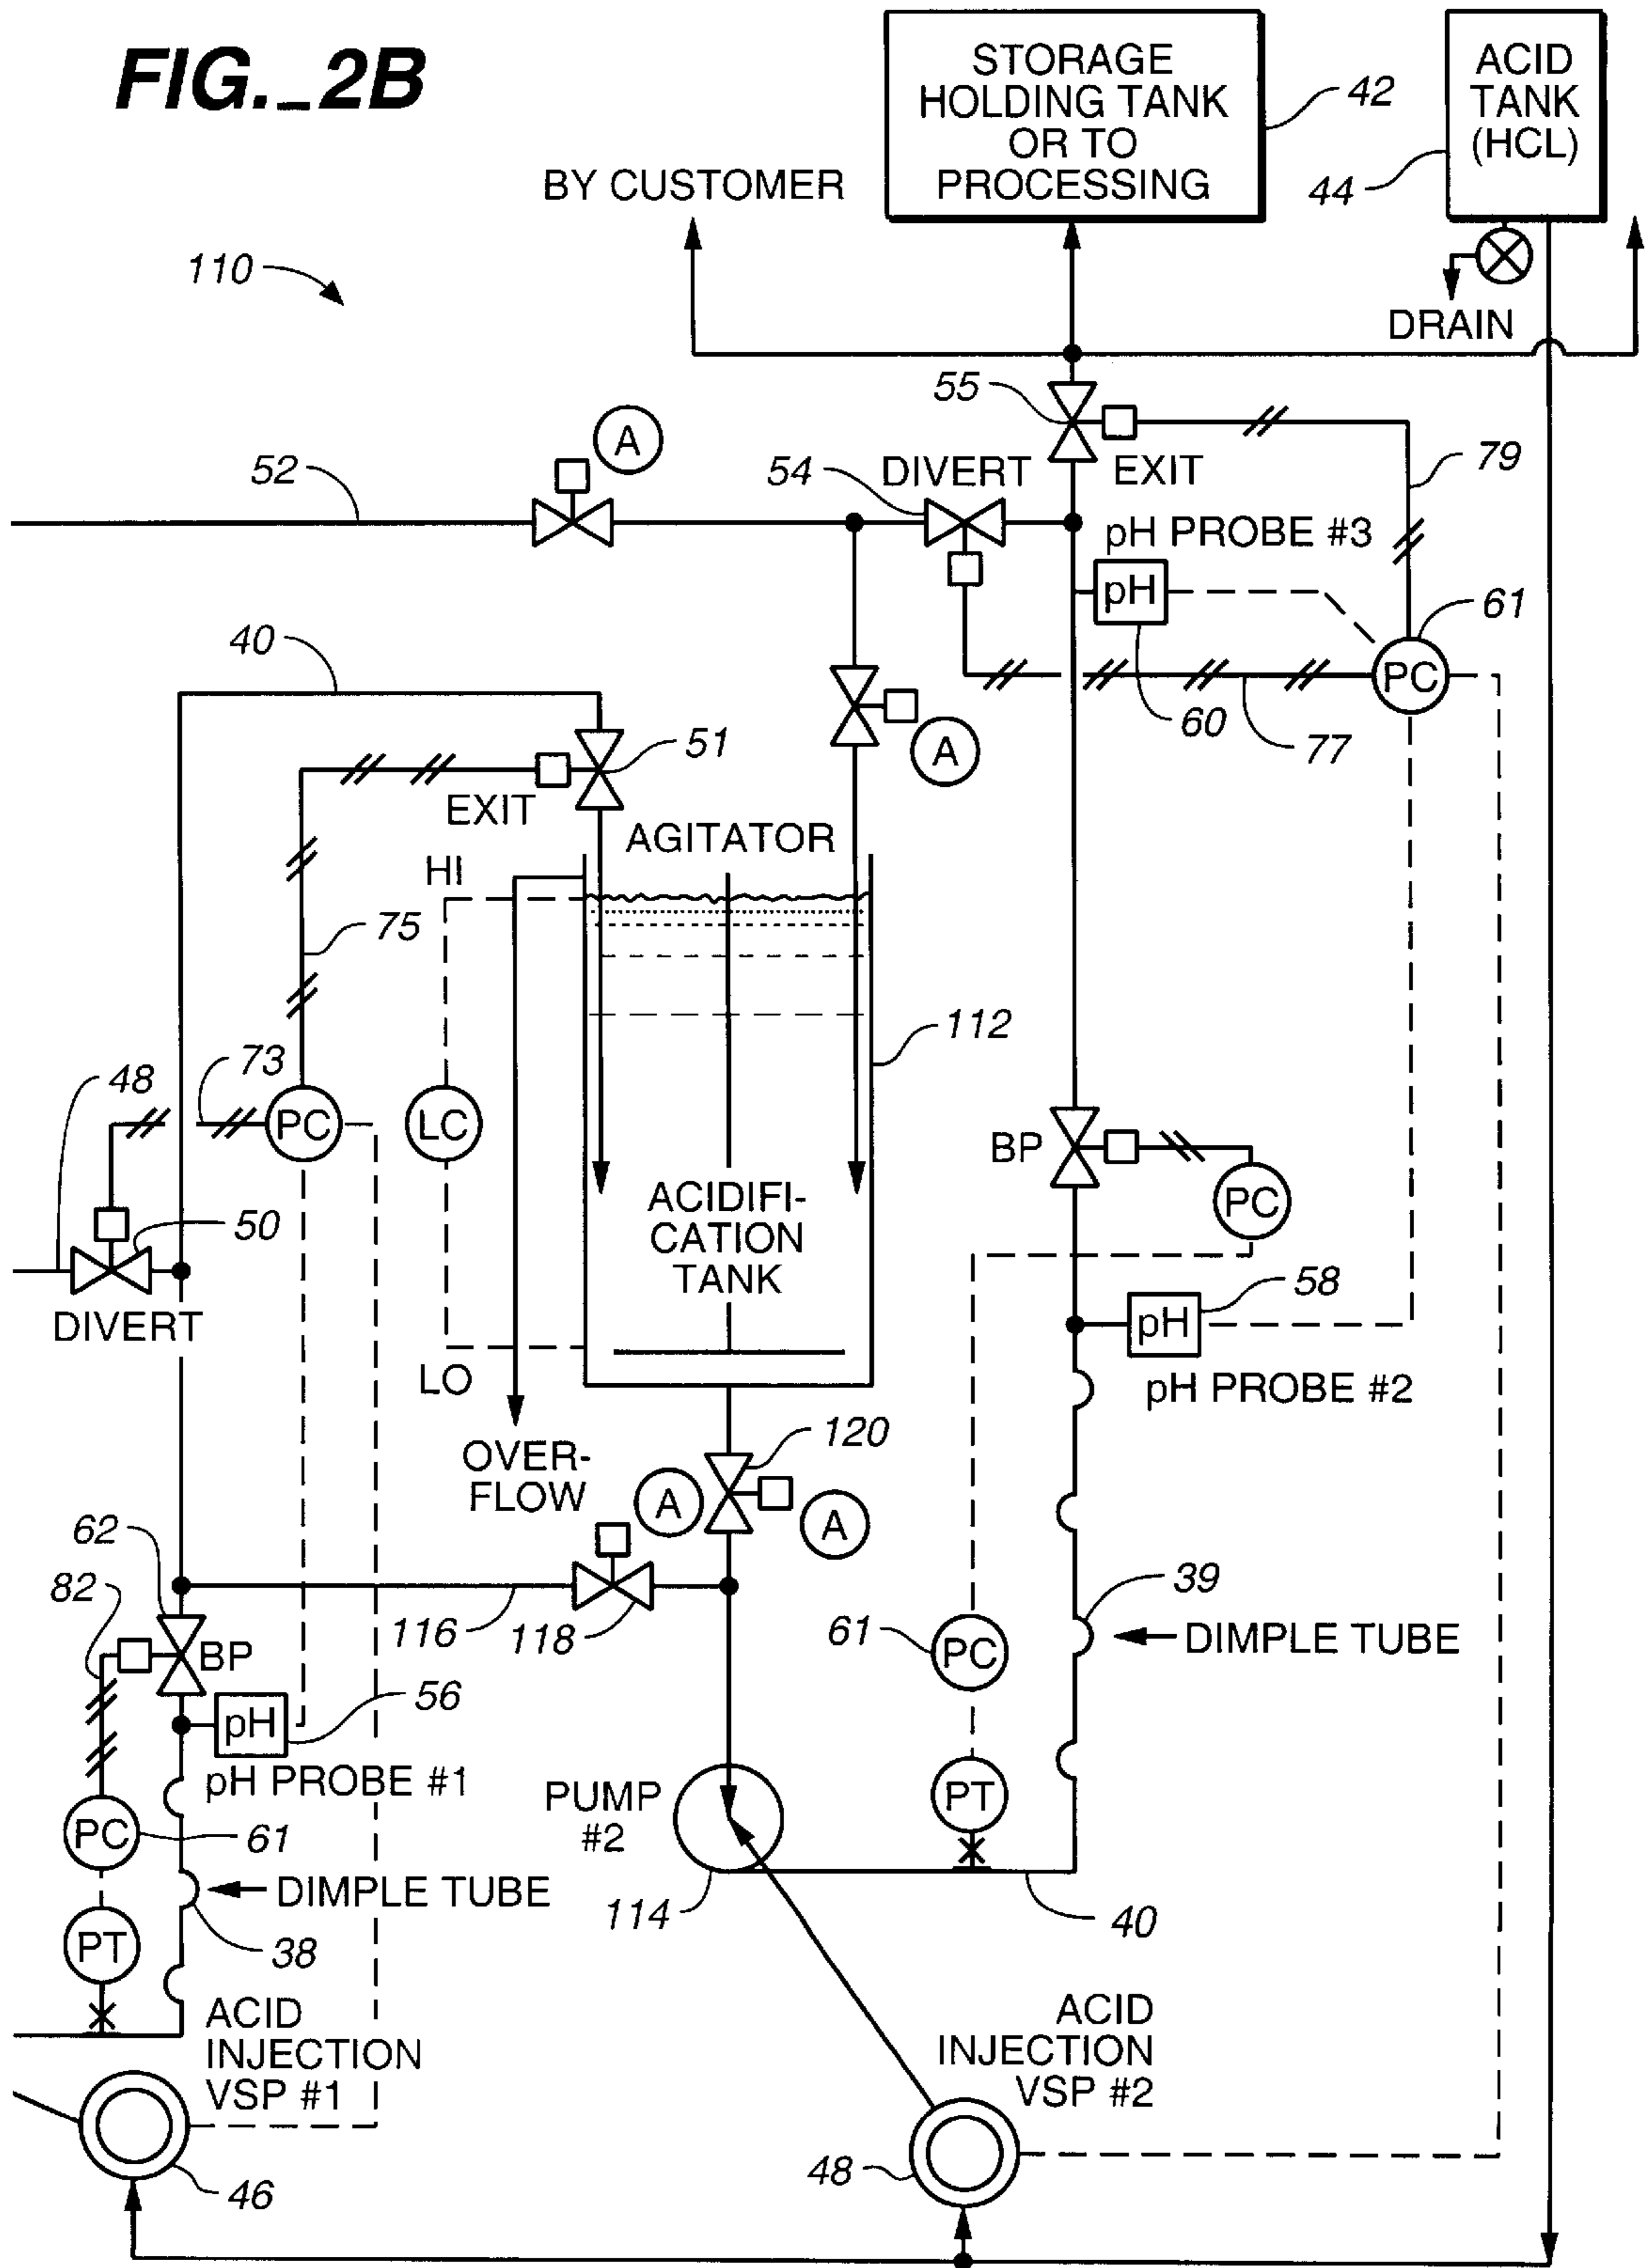 FIG._2B
STORAGE
HOLDING TANK
OR TO
PROCESSING
42
ACID
TANK
(HCL)
44
BY CUSTOMER
110
DRAIN
55
EXIT
79
A
52
54
DIVERT
pH PROBE #3
pH
61
PC
60
77
40
51
A
EXIT
AGITATOR
HI
75
112
48
73
PC
LC
BP
PC
50
ACIDIFI-
CATION
TANK
58
pH
DIVERT
LO
pH PROBE #2
120
OVER-
FLOW
A
A
62
82
39
116
118
61
PC
DIMPLE TUBE
BP
56
pH
pH PROBE #1
PUMP
#2
PT
PC
61
DIMPLE TUBE
114
40
PT
38
ACID
INJECTION
VSP #1
ACID
INJECTION
VSP #2
46
48